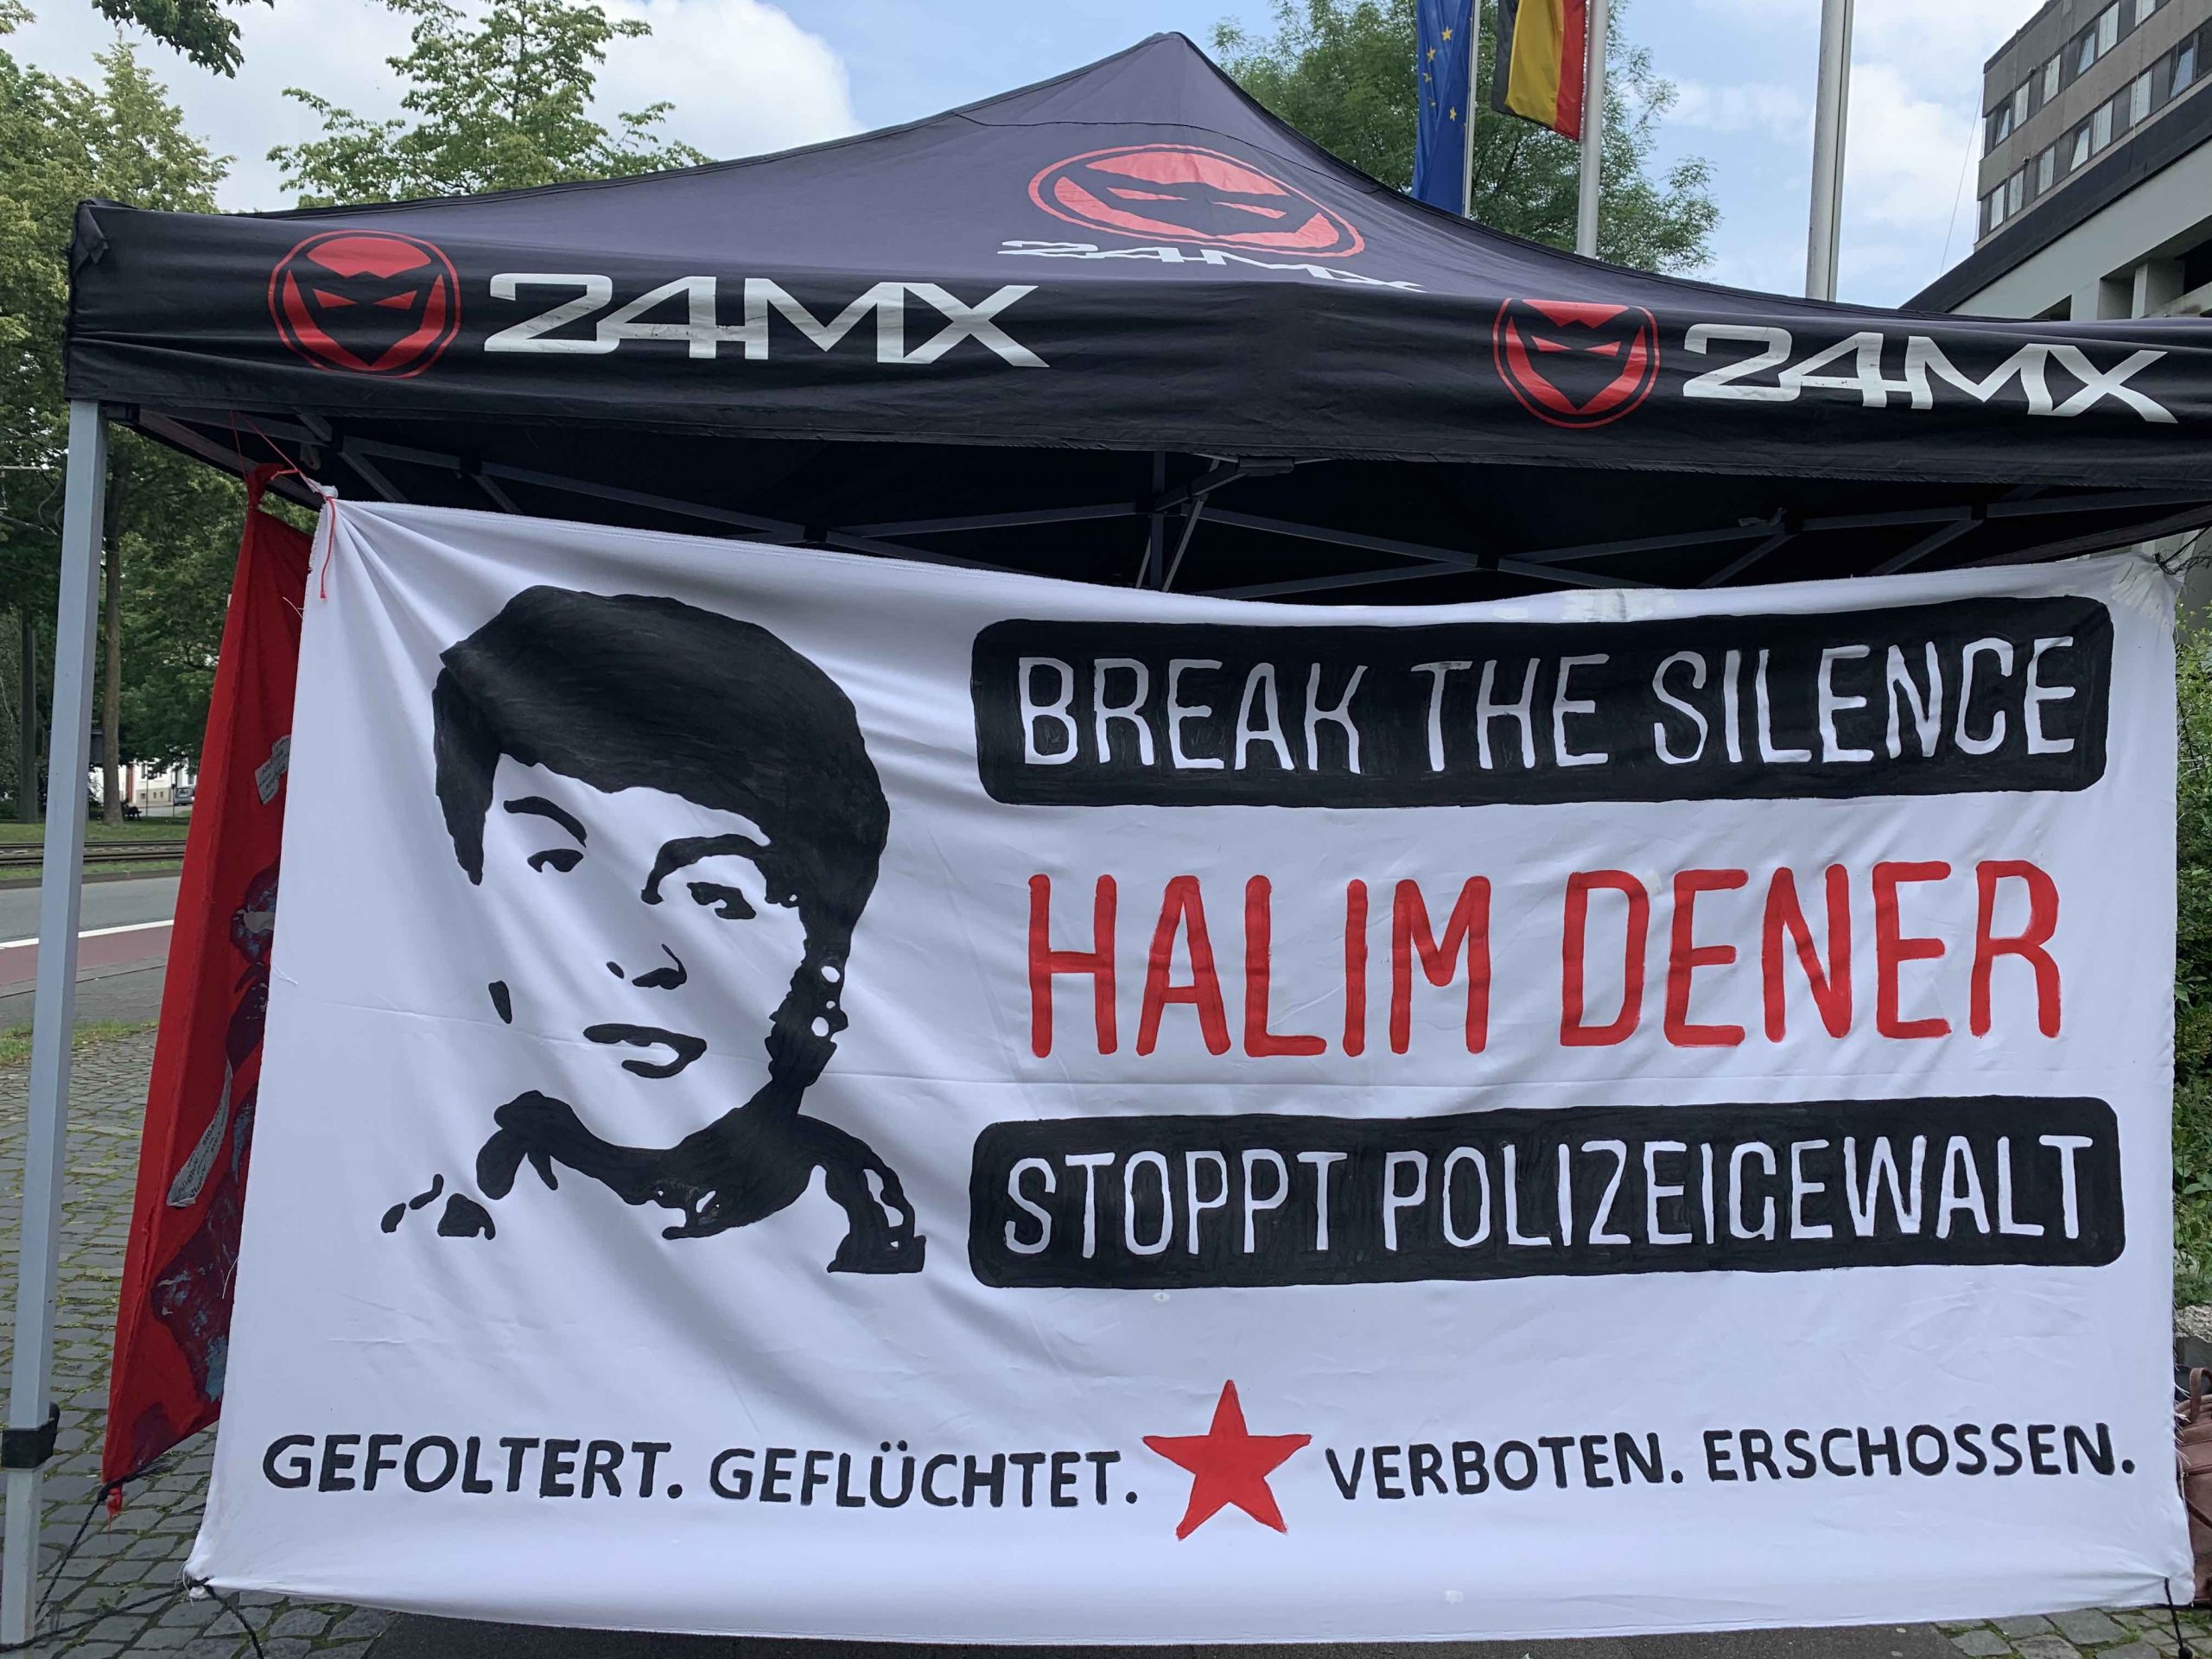 24MX
24MX
24MX
BREAK THE SILENCE
HALIM DENER
STOPPT POLIZEIGEWALT
GEFOLTERT. GEFLÜCHTET. VERBOTEN. ERSCHOSSEN.